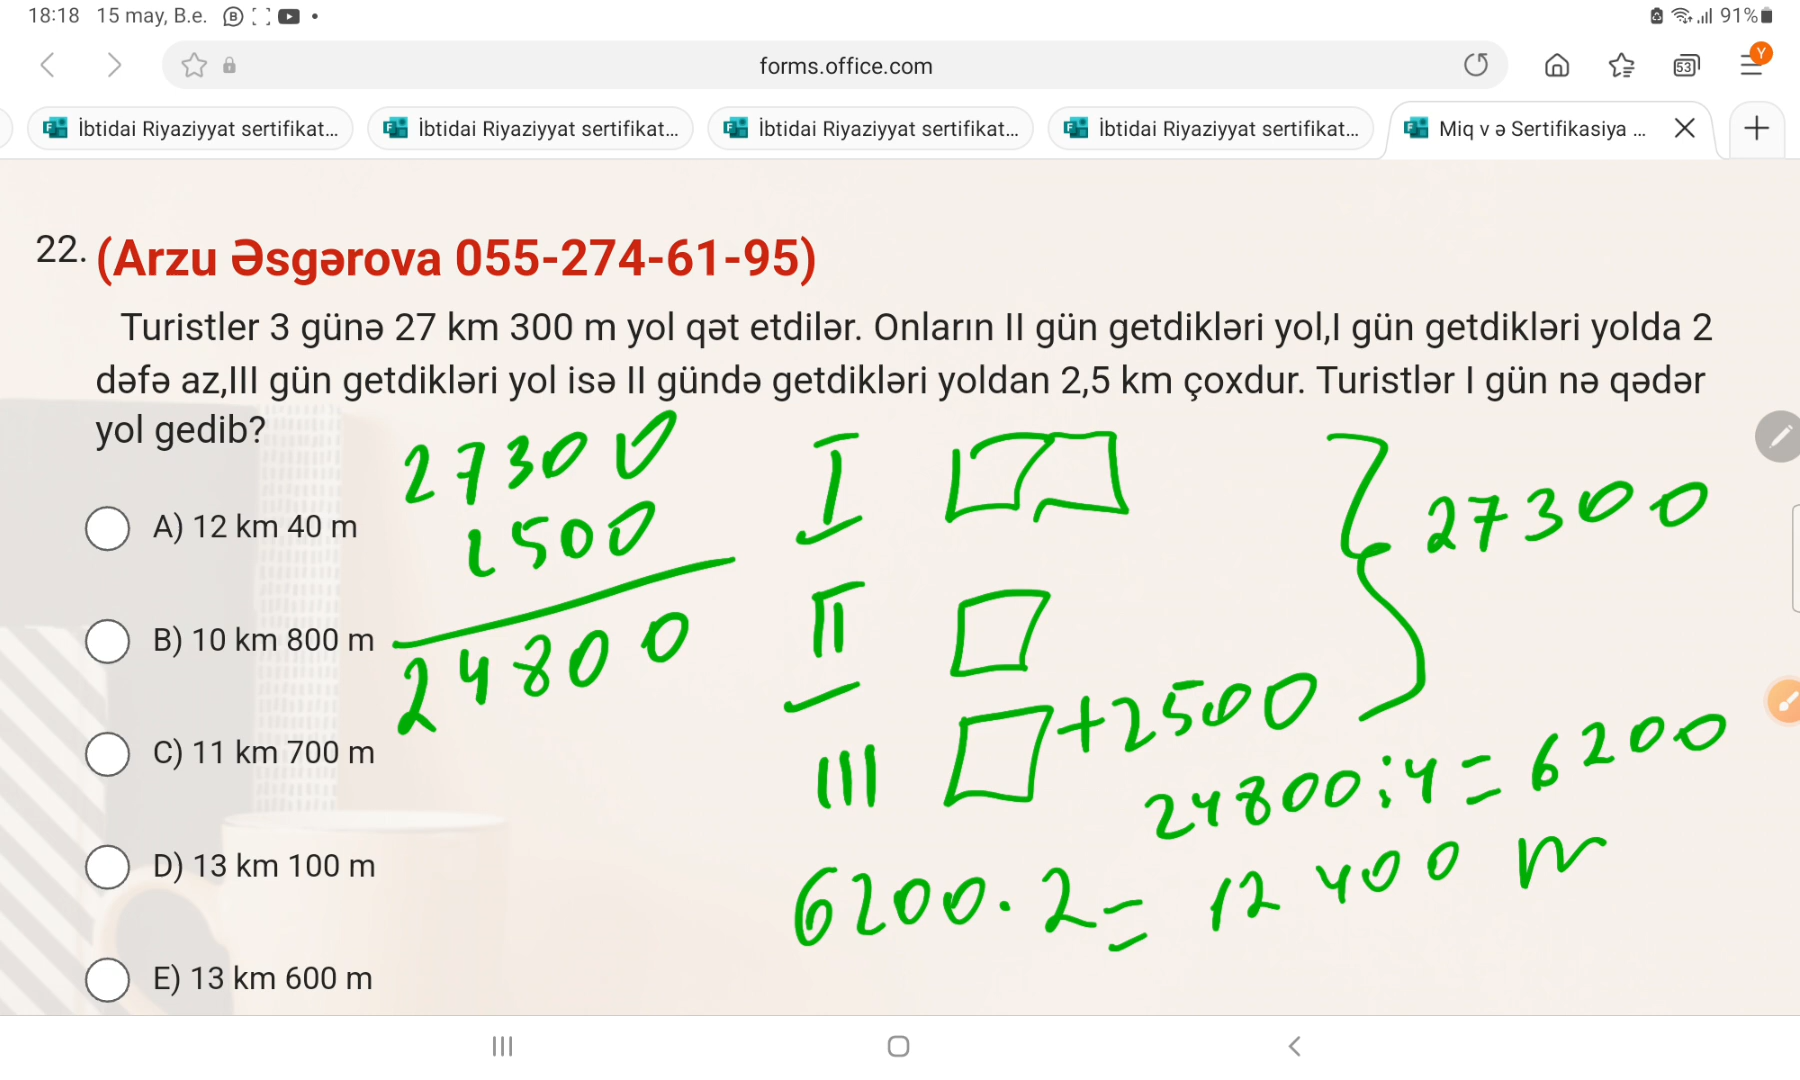 18:18 15 may, B.e.
91%
forms.office.com
53
Y
İbtidai Riyaziyyat sertifikat...
İbtidai Riyaziyyat sertifikat...
İbtidai Riyaziyyat sertifikat...
İbtidai Riyaziyyat sertifikat...
Miq v ə Sertifikasiya ...
22. (Arzu Əsgərova 055-274-61-95)
Turistler 3 günə 27 km 300 m yol qət etdilər. Onların II gün getdikləri yol,I gün getdikləri yolda 2
dəfə az,III gün getdikləri yol isə II gündə getdikləri yoldan 2,5 km çoxdur. Turistlər I gün nə qədər
yol gedib?
27300
2500
24800
I
27300
II
III +2500
24800:4=6200
6200·2=12400 m
A) 12 km 40 m
B) 10 km 800 m
C) 11 km 700 m
D) 13 km 100 m
E) 13 km 600 m